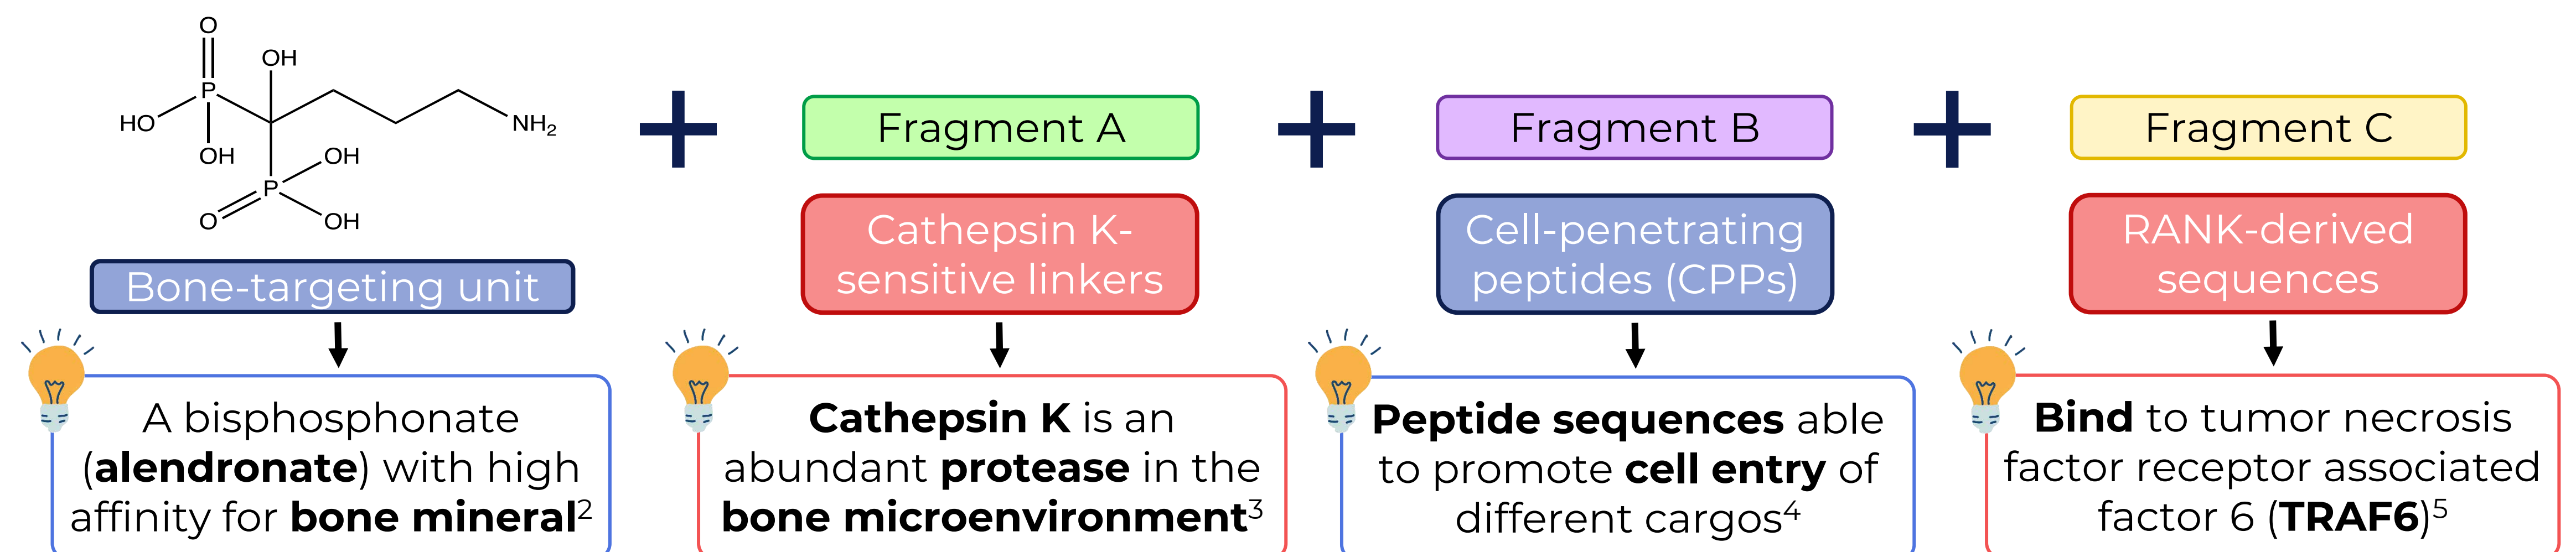 O
OH
P
HO
NH₂
OH
OH
P
O
OH
Bone-targeting unit
A bisphosphonate
(alendronate) with high
affinity for bone mineral²
+
Fragment A
Cathepsin K-
sensitive linkers
Cathepsin K is an
abundant protease in the
bone microenvironment³
+
Fragment B
Cell-penetrating
peptides (CPPs)
Peptide sequences able
to promote cell entry of
different cargos⁴
+
Fragment C
RANK-derived
sequences
Bind to tumor necrosis
factor receptor associated
factor 6 (TRAF6)⁵